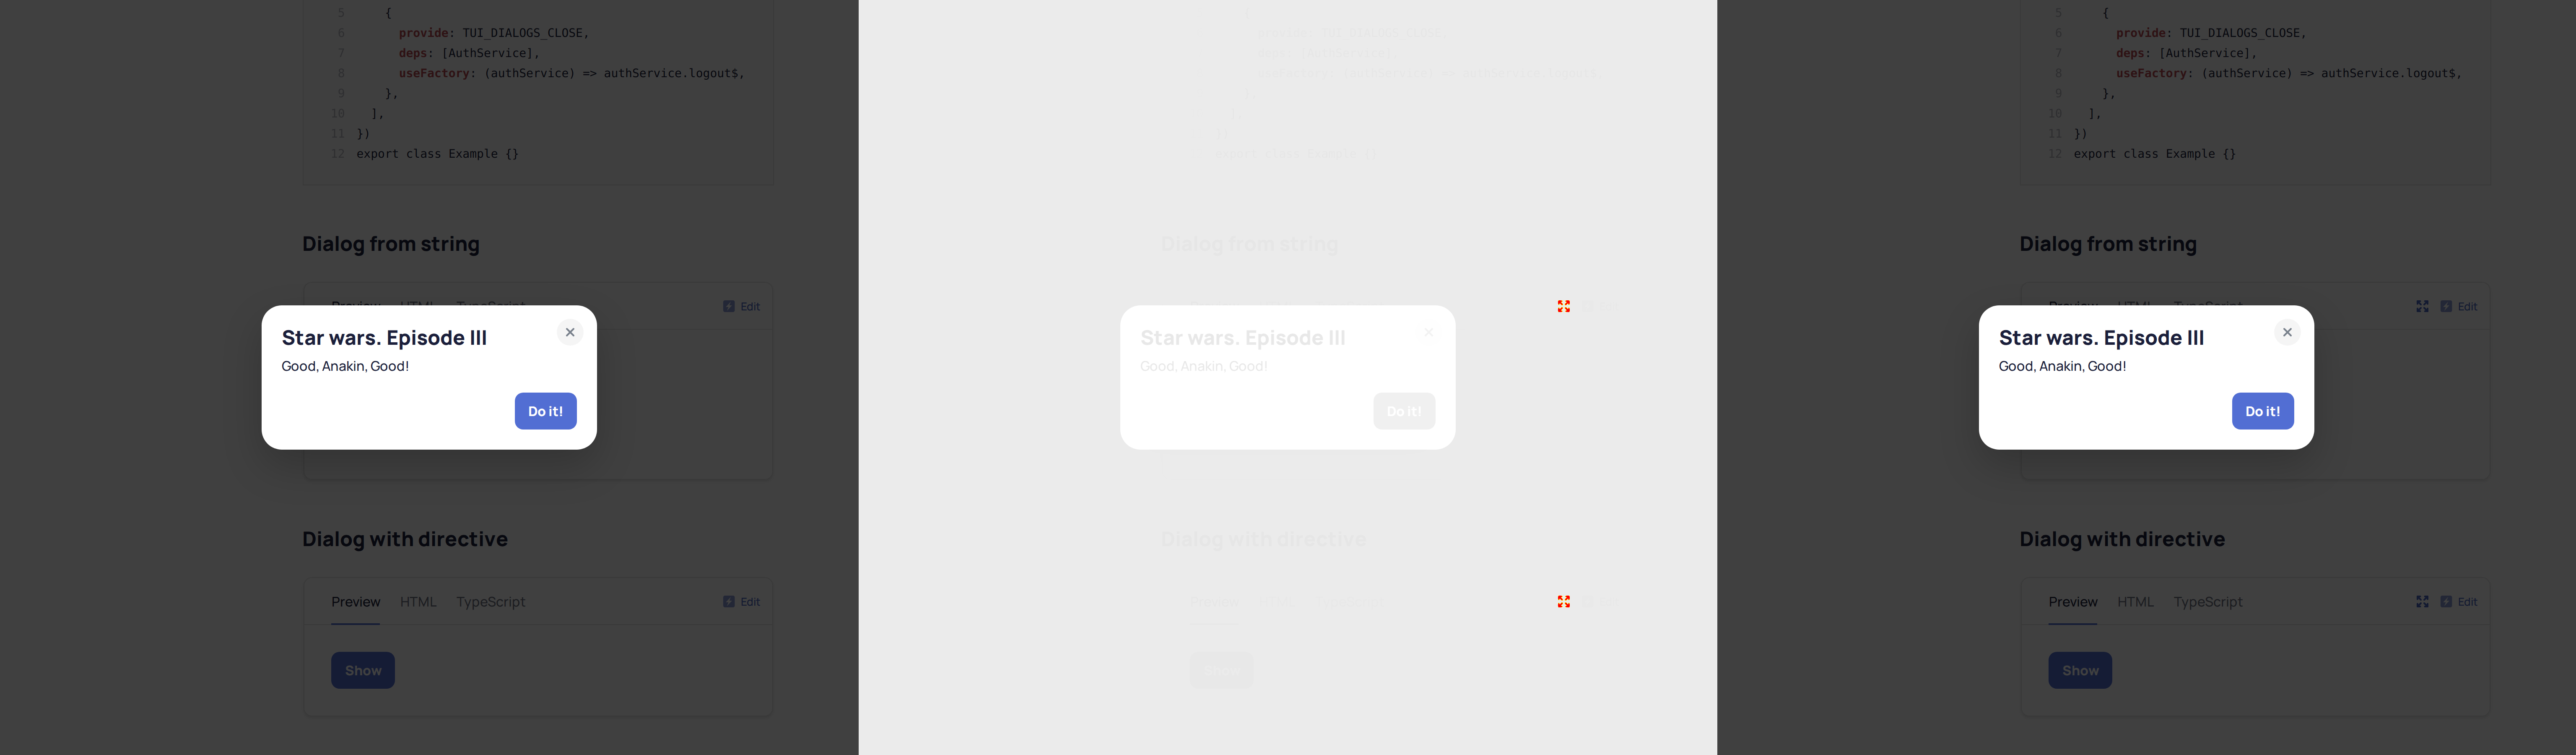 5 {
6 provide: TUI_DIALOGS_CLOSE,
7 deps: [AuthService],
8 useFactory: (authService) => authService.logout$,
9 },
10 ],
11 })
12 export class Example {}
Dialog from string
Edit
Star wars. Episode III
Good, Anakin, Good!
Do it!
Dialog with directive
Preview HTML TypeScript
Edit
Show
Dialog from string
Star wars. Episode III
Good, Anakin, Good!
Do it!
Dialog with directive
Preview
5 {
6 provide: TUI_DIALOGS_CLOSE,
7 deps: [AuthService],
8 useFactory: (authService) => authService.logout$,
9 },
10 ],
11 })
12 export class Example {}
Dialog from string
Edit
Star wars. Episode III
Good, Anakin, Good!
Do it!
Dialog with directive
Preview HTML TypeScript
Edit
Show